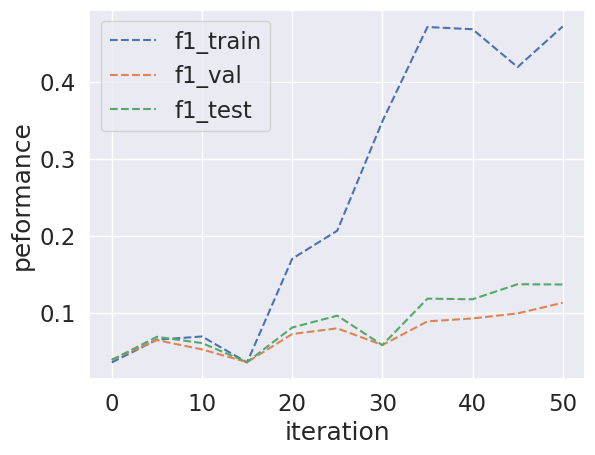 f1_train
f1_val
f1_test
0.4
0.3
0.2
0.1
peformance
0 10 20 30 40 50
iteration